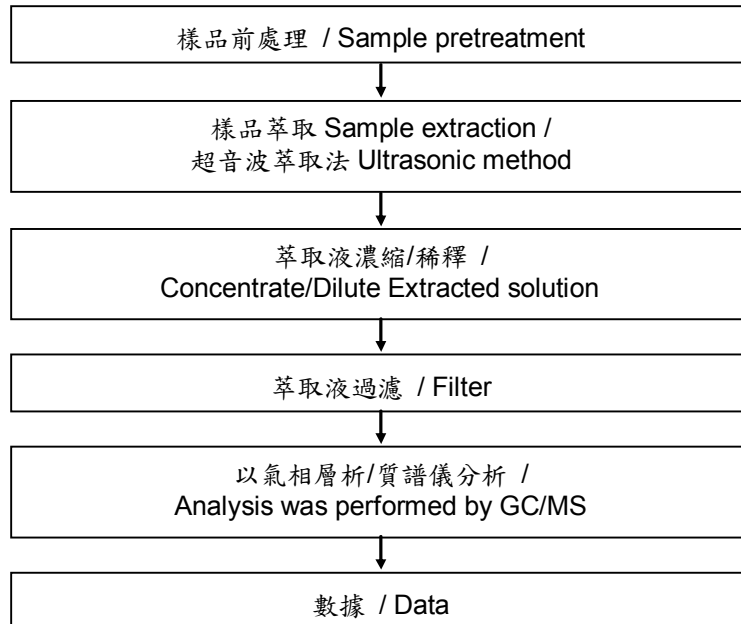 樣品前處理 / Sample pretreatment
樣品萃取 Sample extraction /
超音波萃取法 Ultrasonic method
萃取液濃縮/稀釋 /
Concentrate/Dilute Extracted solution
萃取液過濾 / Filter
以氣相層析/質譜儀分析 /
Analysis was performed by GC/MS
數據 / Data